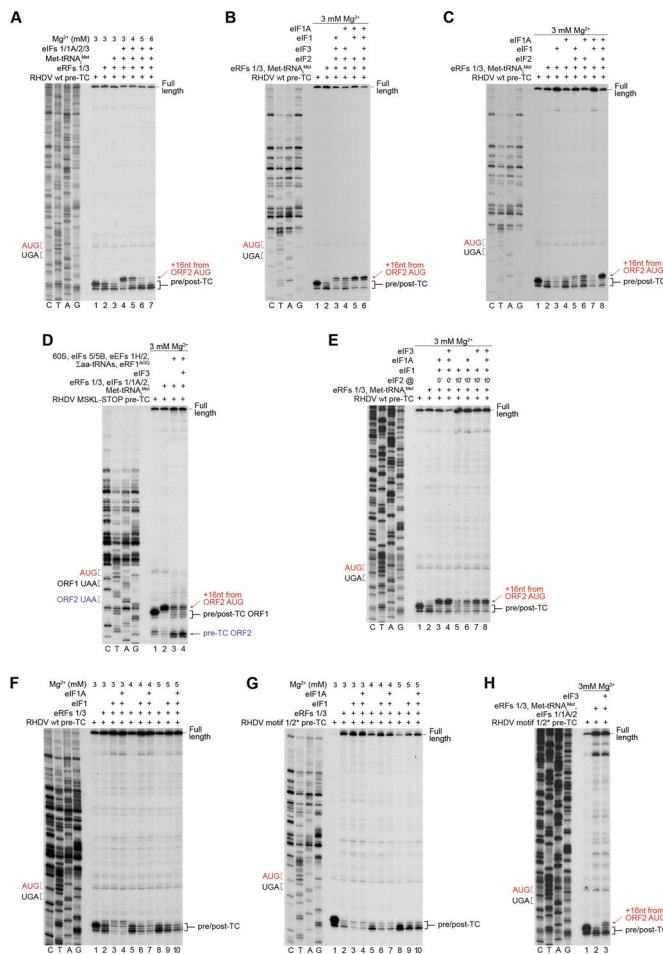 A
Mg²⁺ (mM) 3 3 3 3 4 5 6
eIFs 1/1A/2/3 + + + +
Met-tRNAᵢᴹᵉᵗ + + + + +
eRFs 1/3 + + + + + +
RHDV wt pre-TC + + + + + + +
Full length
AUG
UGA
+16nt from ORF2 AUG
pre/post-TC
C T A G 1 2 3 4 5 6 7
B
3 mM Mg²⁺
eIF1A
eIF1
eIF3
eIF2
eRFs 1/3, Met-tRNAᵢᴹᵉᵗ
RHDV wt pre-TC
Full length
AUG
UGA
+16nt from ORF2 AUG
pre/post-TC
C T A G 1 2 3 4 5 6
C
3 mM Mg²⁺
eIF1A
eIF1
eIF2
eRFs 1/3, Met-tRNAᵢᴹᵉᵗ
RHDV wt pre-TC
Full length
AUG
UGA
+16nt from ORF2 AUG
pre/post-TC
C T A G 1 2 3 4 5 6 7 8
D
3 mM Mg²⁺
60S, eIFs 5/5B, eEFs 1H/2,
Σaa-tRNAs, eRF1ᴬᴳᴳ
eIF3
eRFs 1/3, eIFs 1/1A/2,
Met-tRNAᵢᴹᵉᵗ
RHDV MSKL-STOP pre-TC
Full length
AUG
ORF1 UAA
ORF2 UAA
+16nt from ORF2 AUG
pre/post-TC ORF1
pre-TC ORF2
C T A G 1 2 3 4
E
3 mM Mg²⁺
eIF3
eIF1A
eIF1
eIF2 @ 0' 0' 10' 10' 10' 10'
eRFs 1/3, Met-tRNAᵢᴹᵉᵗ
RHDV wt pre-TC
Full length
AUG
UGA
+16nt from ORF2 AUG
pre/post-TC
C T A G 1 2 3 4 5 6 7 8
F
Mg²⁺ (mM) 3 3 3 3 4 4 4 5 5 5
eIF1A
eIF1
eRFs 1/3
RHDV wt pre-TC
Full length
AUG
UGA
pre/post-TC
C T A G 1 2 3 4 5 6 7 8 9 10
G
Mg²⁺ (mM) 3 3 3 3 4 4 4 5 5 5
eIF1A
eIF1
eRFs 1/3
RHDV motif 1/2* pre-TC
Full length
AUG
UGA
pre/post-TC
C T A G 1 2 3 4 5 6 7 8 9 10
H
3mM Mg²⁺
eIF3
eRFs 1/3, Met-tRNAᵢᴹᵉᵗ,
eIFs 1/1A/2
RHDV motif 1/2* pre-TC
Full length
AUG
UGA
+16nt from ORF2 AUG
pre/post-TC
C T A G 1 2 3